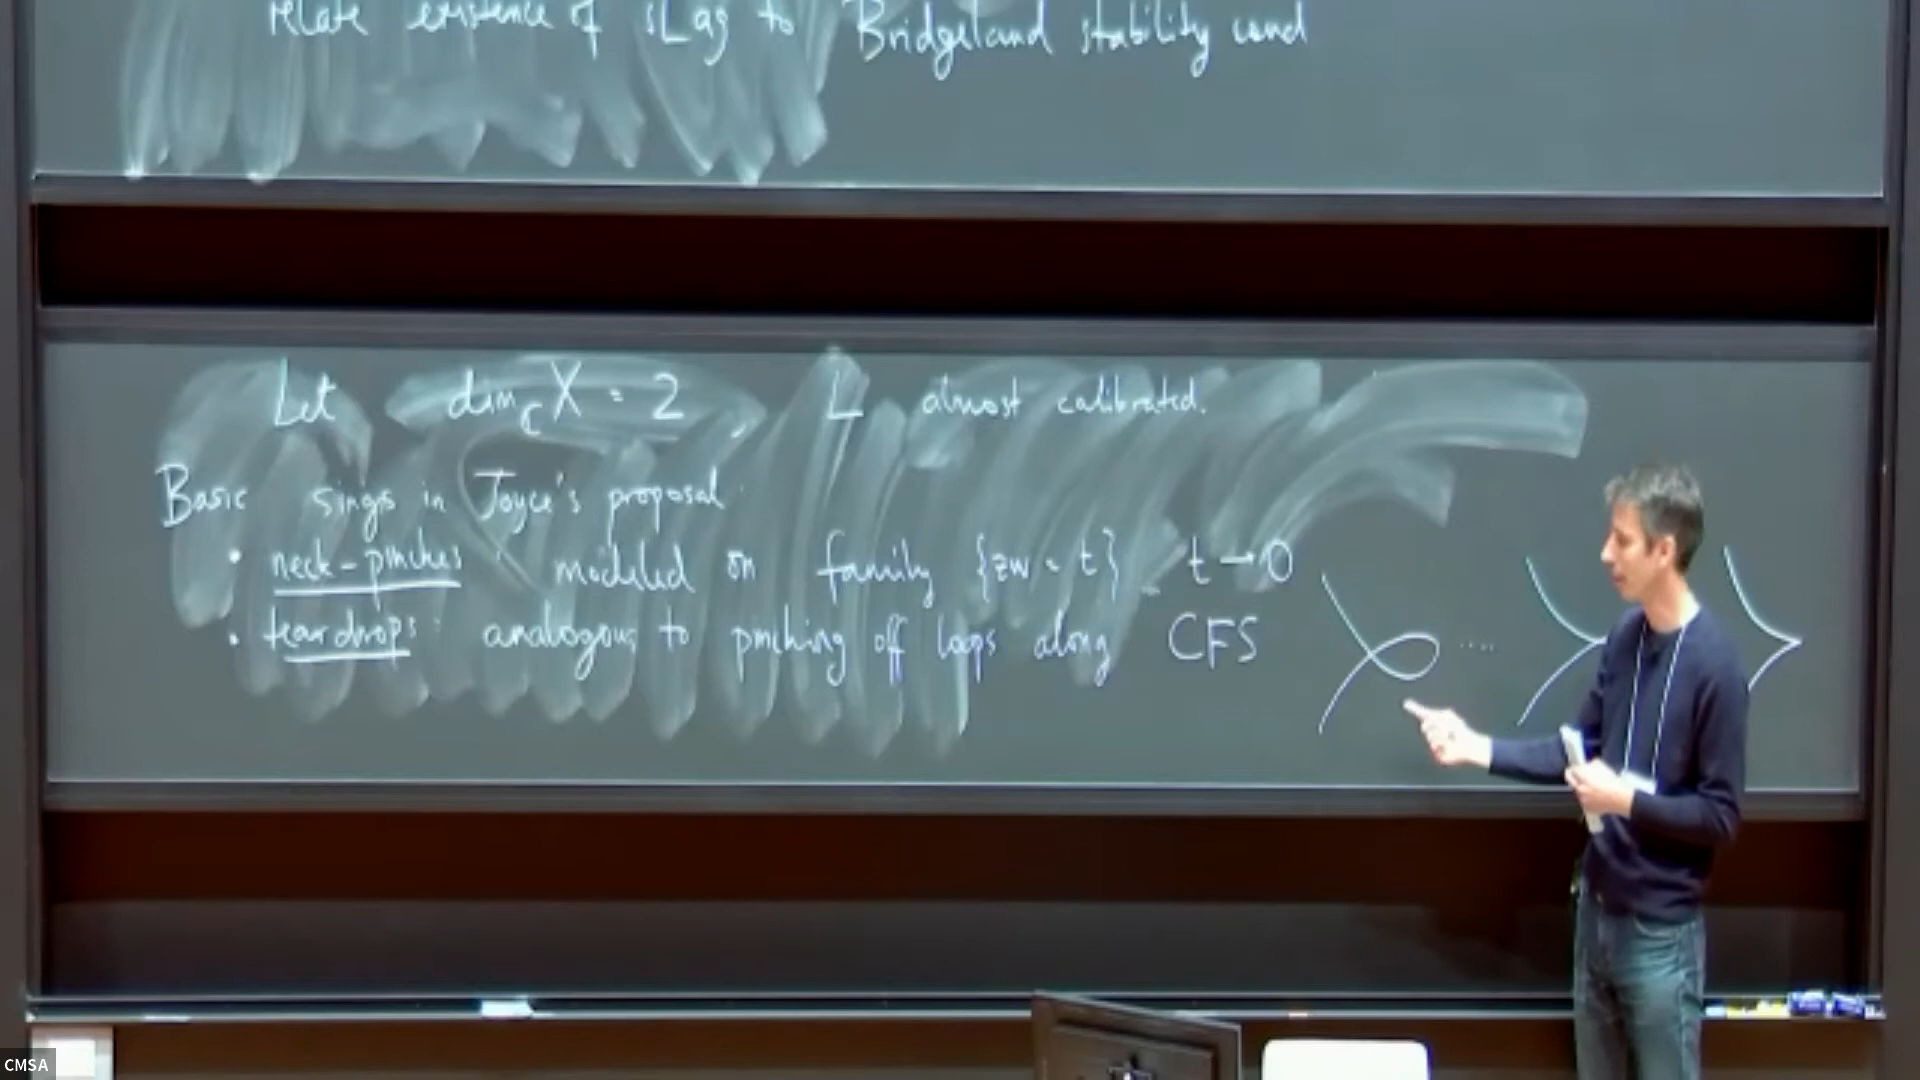 relate existence of sLag to Bridgeland stability cond
Let dim_C X = 2, L almost calibrated.
Basic sings in Joyce's proposal:
• neck-pinches: modeled on family {zw = t} t → 0
• teardrops: analogous to pinching off loops along CFS
CMSA